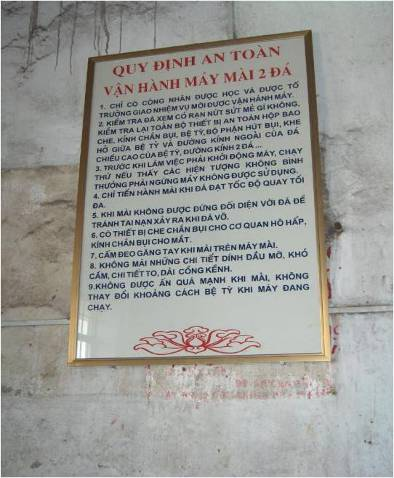 QUY ĐỊNH AN TOÀN
VẬN HÀNH MÁY MÀI 2 ĐÁ
1. CHỈ CÓ CÔNG NHÂN ĐƯỢC HỌC VÀ ĐƯỢC TỔ
TRƯỞNG GIAO NHIỆM VỤ MỚI ĐƯỢC VẬN HÀNH MÁY.
2. KIỂM TRA ĐÁ XEM CÓ RẠN NỨT SỨT MẺ GÌ KHÔNG,
KIỂM TRA LẠI TOÀN BỘ THIẾT BỊ AN TOÀN HỘP BAO
CHE, KÍNH CHẮN BỤI, BỆ TỲ, BỘ PHẬN HÚT BỤI, KHE
HỞ GIỮA BỆ TỲ VÀ ĐƯỜNG KÍNH NGOÀI CỦA ĐÁ
CHIỀU CAO CỦA BỆ TỲ, ĐƯỜNG KÍNH 2 ĐÁ ...
3. TRƯỚC KHI LÀM VIỆC PHẢI KHỞI ĐỘNG MÁY, CHẠY
THỬ NẾU THẤY CÁC HIỆN TƯỢNG KHÔNG BÌNH
THƯỜNG PHẢI NGỪNG MÁY KHÔNG ĐƯỢC SỬ DỤNG.
4. CHỈ TIẾN HÀNH MÀI KHI ĐÁ ĐẠT TỐC ĐỘ QUAY TỐI
ĐA.
5. KHI MÀI KHÔNG ĐƯỢC ĐỨNG ĐỐI DIỆN VỚI ĐÁ ĐỂ
TRÁNH TAI NẠN XẢY RA KHI ĐÁ VỠ.
6. CÓ THIẾT BỊ CHE CHẮN BỤI CHO CƠ QUAN HÔ HẤP,
KÍNH CHẮN BỤI CHO MẮT.
7. CẤM ĐEO GĂNG TAY KHI MÀI TRÊN MÁY MÀI.
8. KHÔNG MÀI NHỮNG CHI TIẾT DÍNH DẦU MỠ, KHÓ
CẦM, CHI TIẾT TO, DÀI CỒNG KỀNH.
9.KHÔNG ĐƯỢC ẤN QUÁ MẠNH KHI MÀI, KHÔNG
THAY ĐỔI KHOẢNG CÁCH BỆ TỲ KHI MÁY ĐANG
CHẠY.